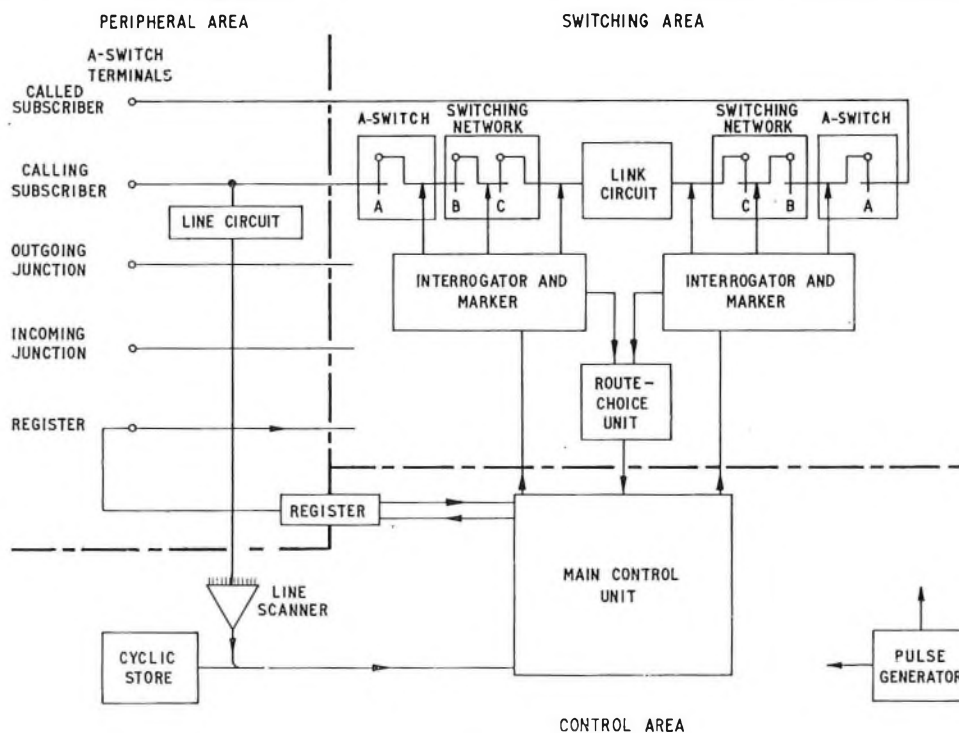 PERIPHERAL AREA
SWITCHING AREA
A-SWITCH
TERMINALS
CALLED
SUBSCRIBER
A-SWITCH
SWITCHING
NETWORK
SWITCHING
NETWORK
A-SWITCH
CALLING
SUBSCRIBER
A
B
C
LINK
CIRCUIT
C
B
A
LINE CIRCUIT
OUTGOING
JUNCTION
INTERROGATOR AND
MARKER
INTERROGATOR AND
MARKER
INCOMING
JUNCTION
ROUTE-
CHOICE
UNIT
REGISTER
REGISTER
MAIN CONTROL
UNIT
LINE
SCANNER
CYCLIC
STORE
PULSE
GENERATOR
CONTROL AREA